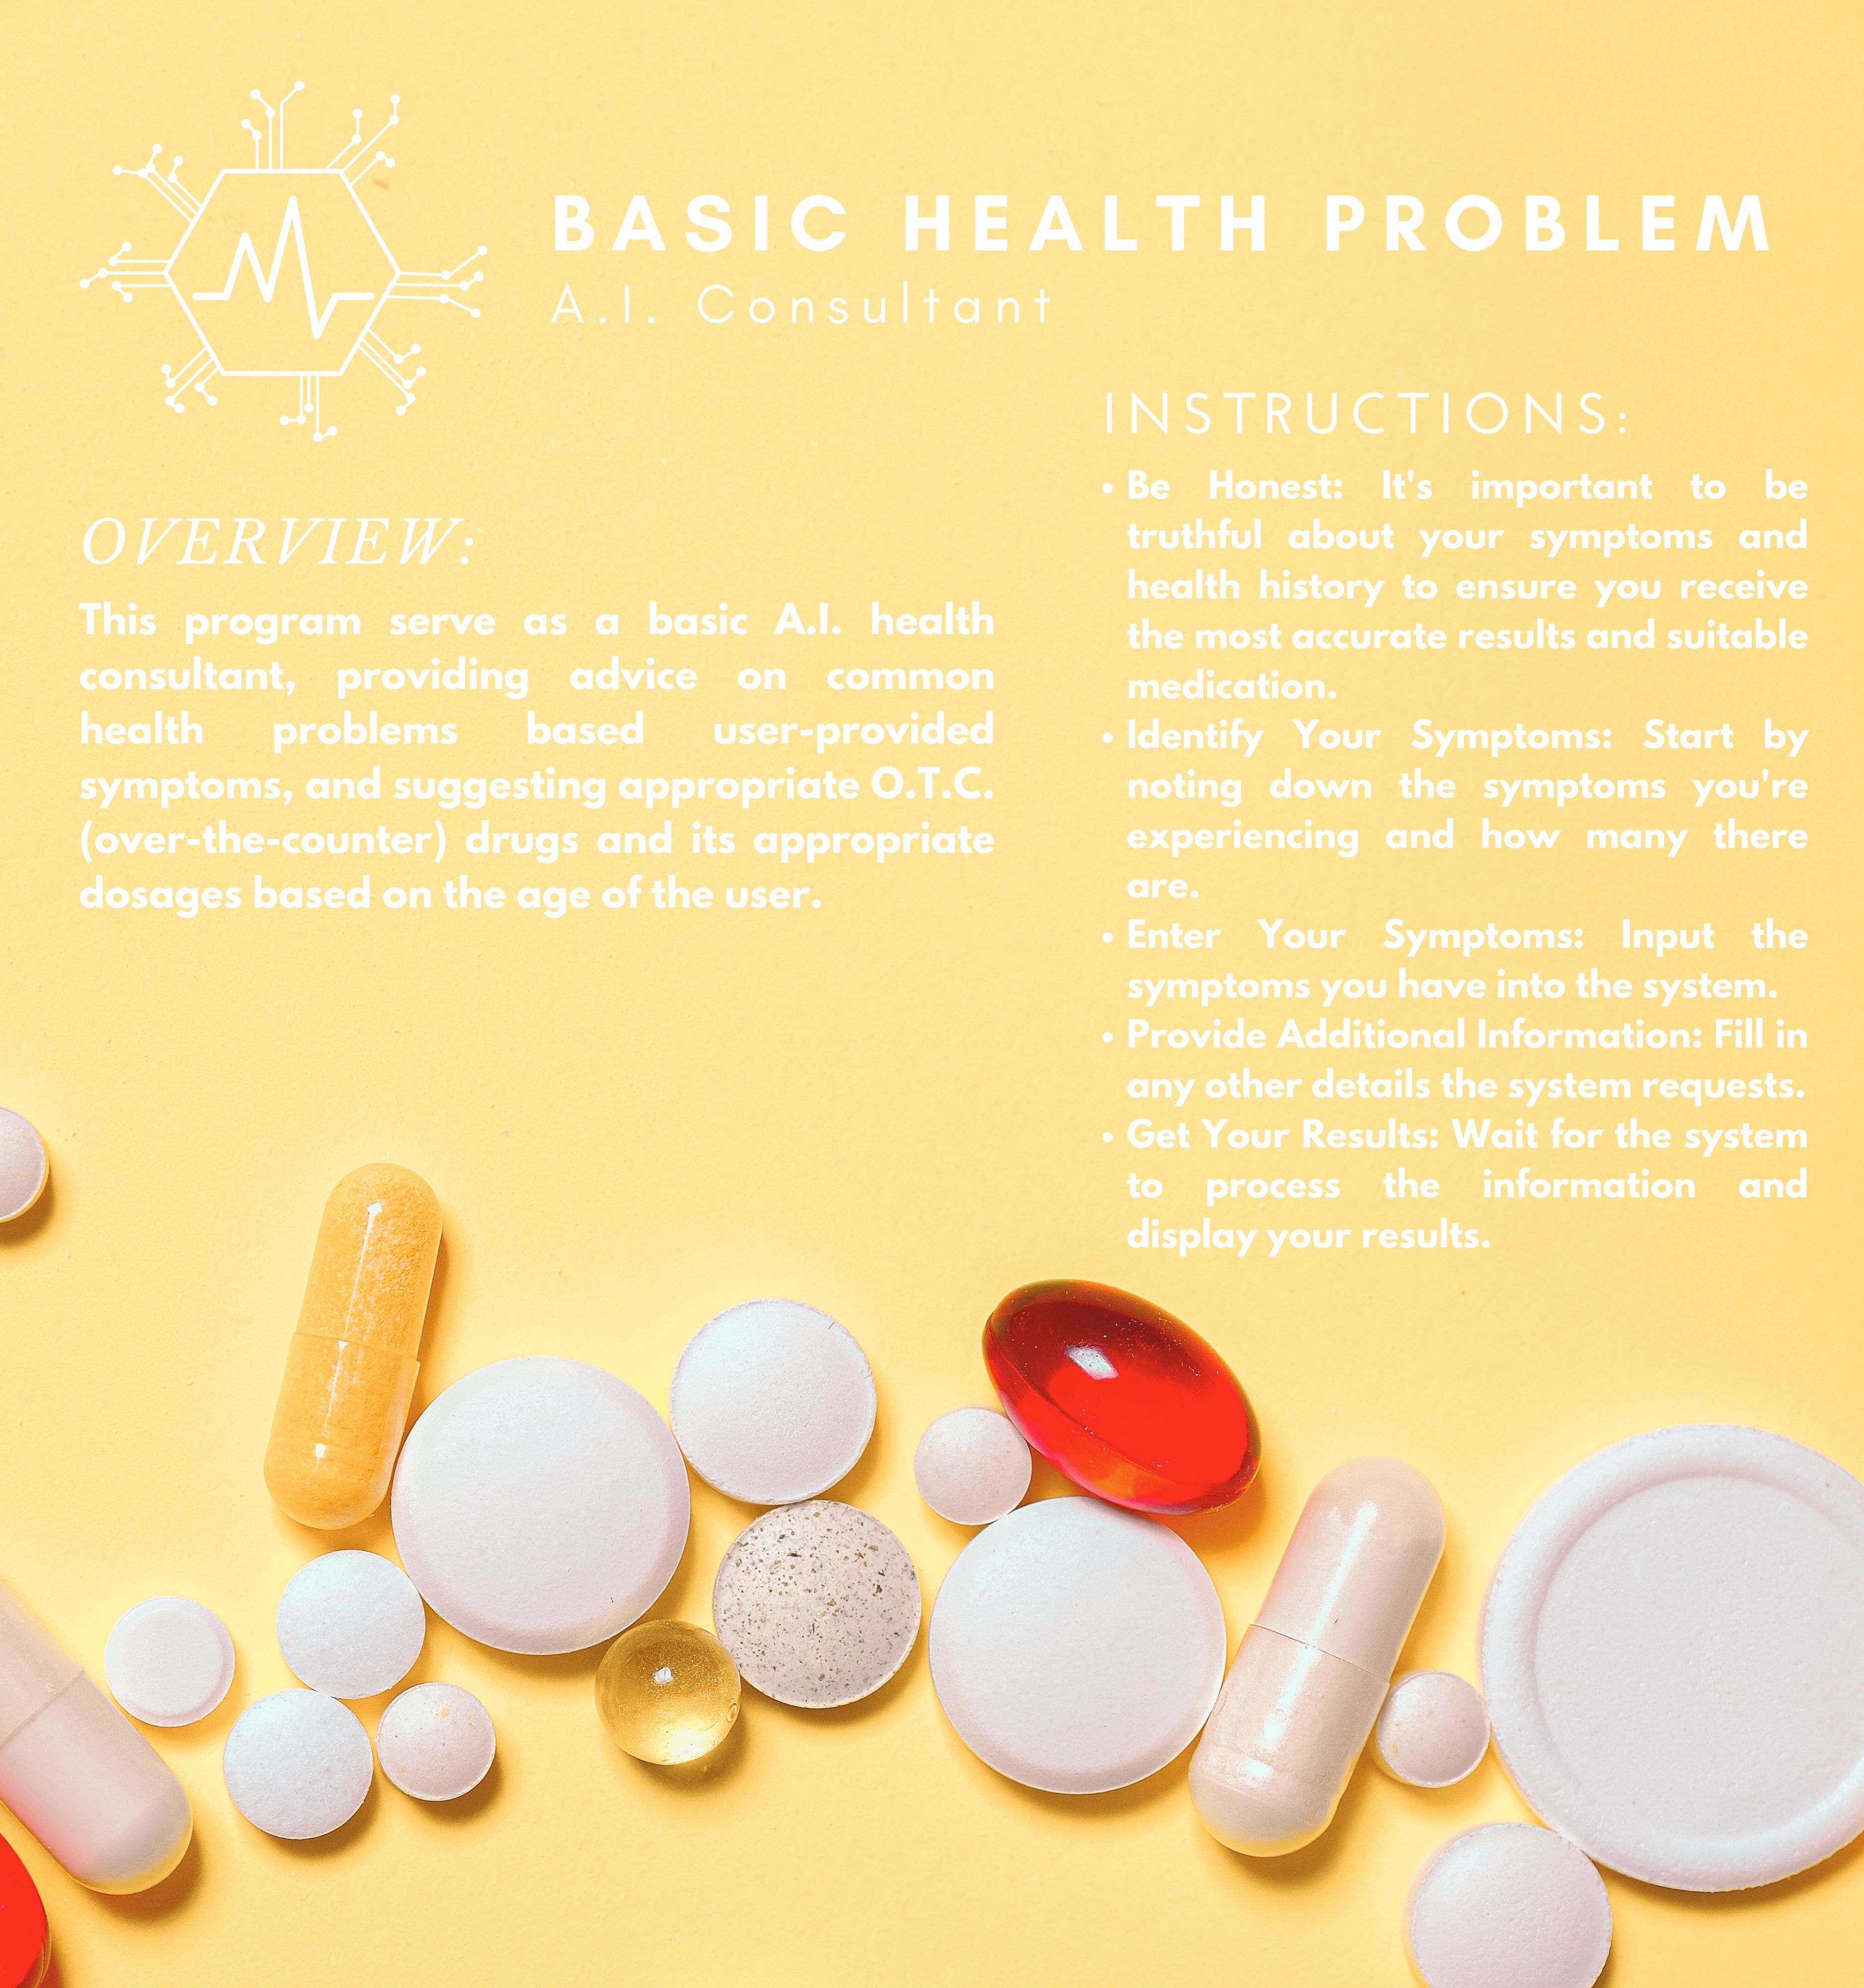 BASIC HEALTH PROBLEM
A.I. Consultant
OVERVIEW:
This program serve as a basic A.I. health
consultant, providing advice on common
health problems based user-provided
symptoms, and suggesting appropriate O.T.C.
(over-the-counter) drugs and its appropriate
dosages based on the age of the user.
INSTRUCTIONS:
• Be Honest: It's important to be
truthful about your symptoms and
health history to ensure you receive
the most accurate results and suitable
medication.
• Identify Your Symptoms: Start by
noting down the symptoms you're
experiencing and how many there
are.
• Enter Your Symptoms: Input the
symptoms you have into the system.
• Provide Additional Information: Fill in
any other details the system requests.
• Get Your Results: Wait for the system
to process the information and
display your results.